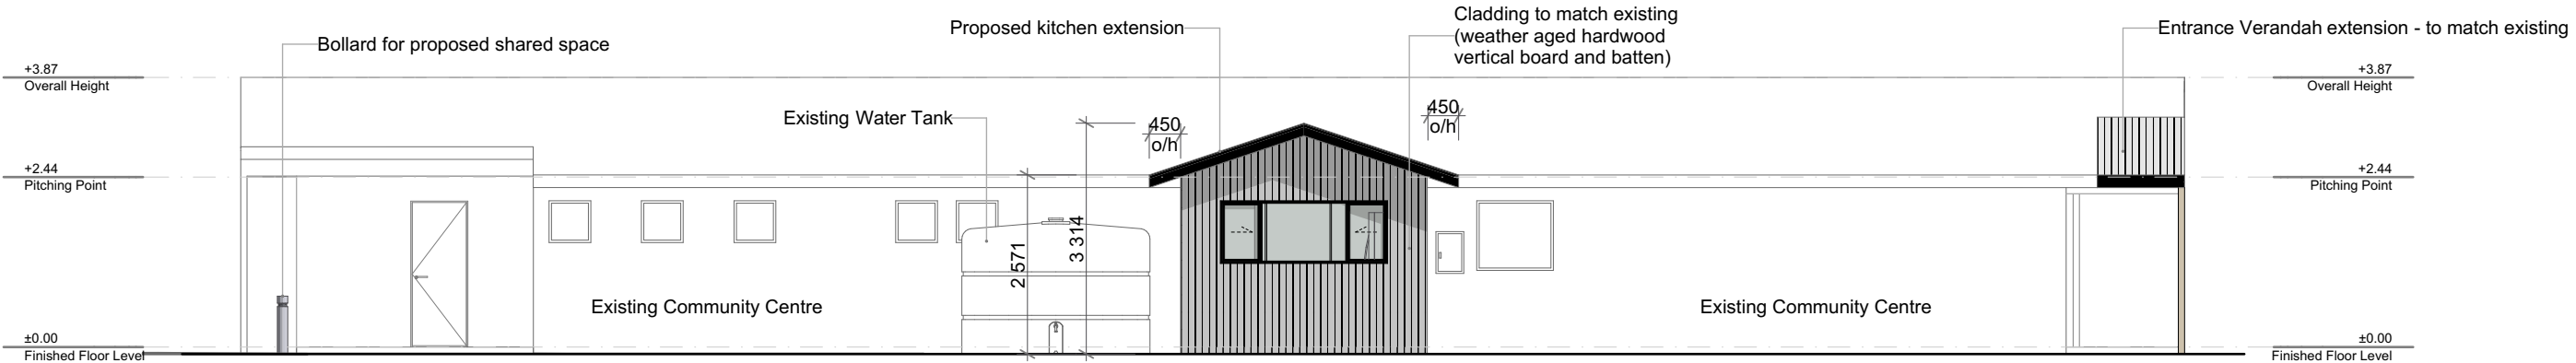 Bollard for proposed shared space
Proposed kitchen extension
Cladding to match existing
(weather aged hardwood
vertical board and batten)
Entrance Verandah extension - to match existing
+3.87
Overall Height
+3.87
Overall Height
Existing Water Tank
450
o/h
450
o/h
+2.44
Pitching Point
+2.44
Pitching Point
2 571
3 314
Existing Community Centre
Existing Community Centre
±0.00
Finished Floor Level
±0.00
Finished Floor Level